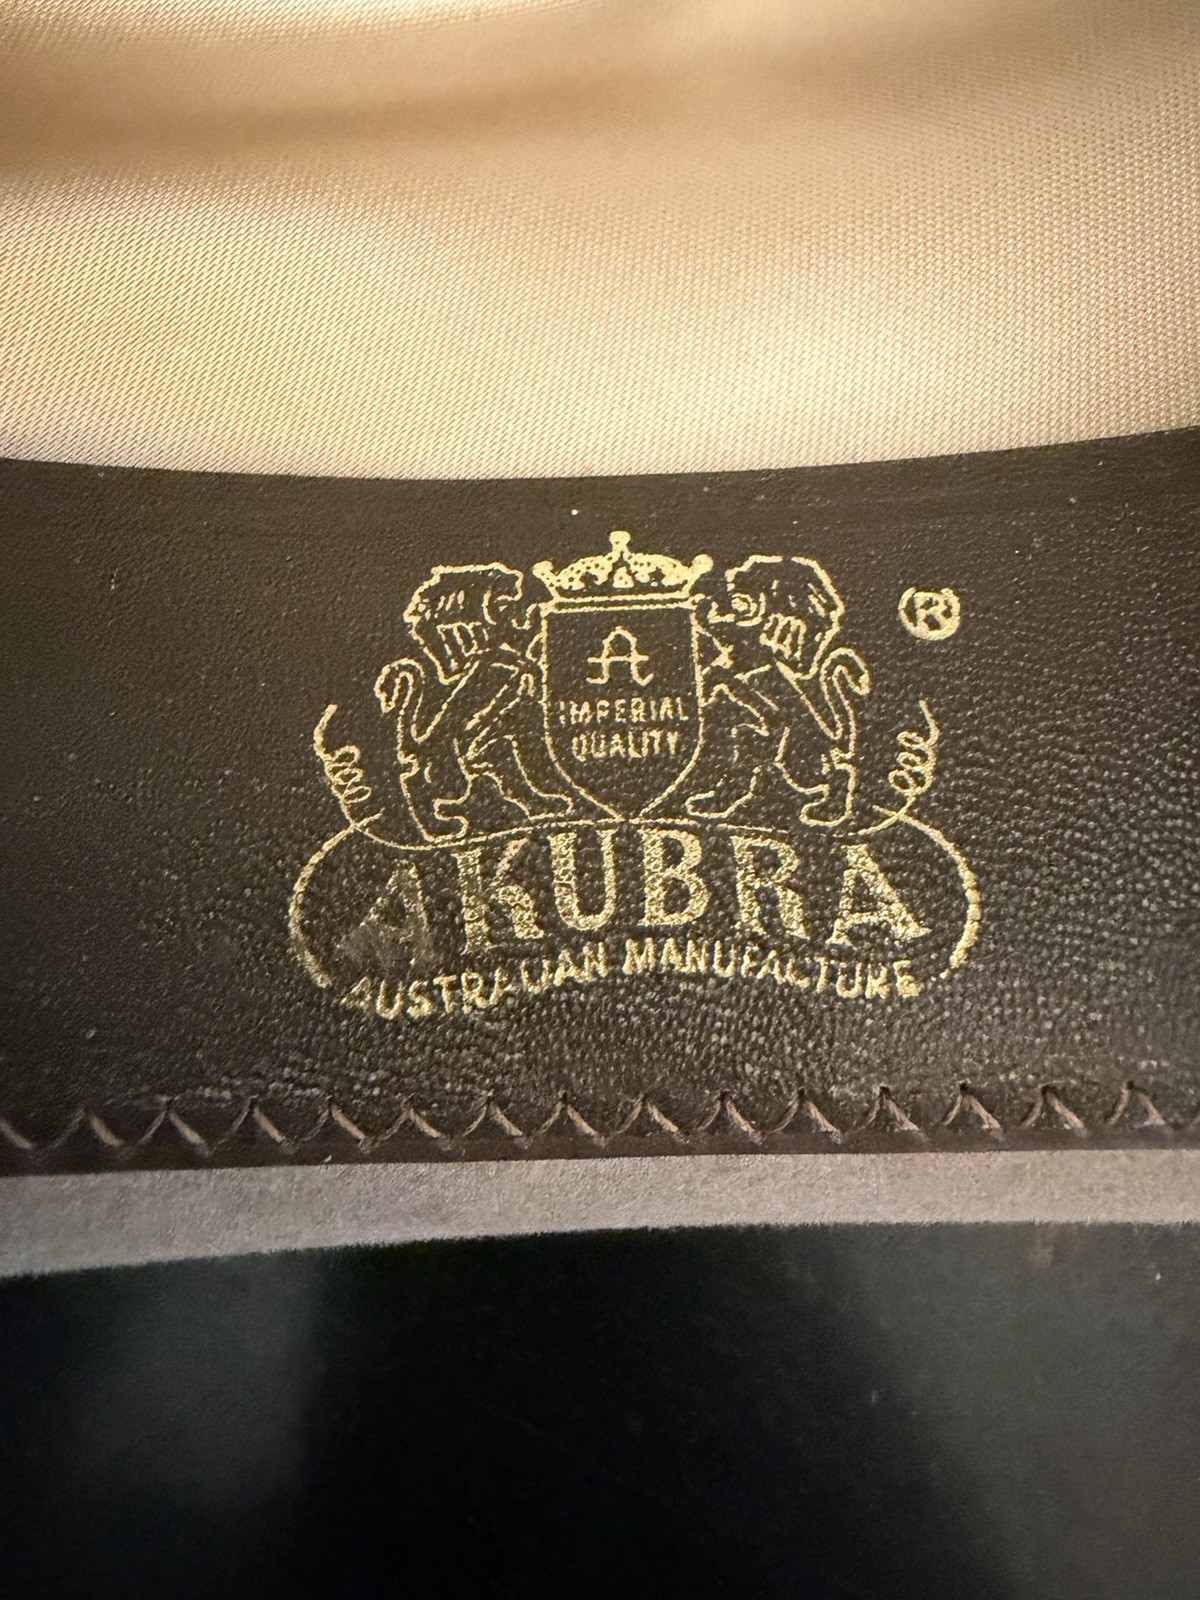 ®
A
IMPERIAL
QUALITY
AKUBRA
AUSTRALIAN MANUFACTURE